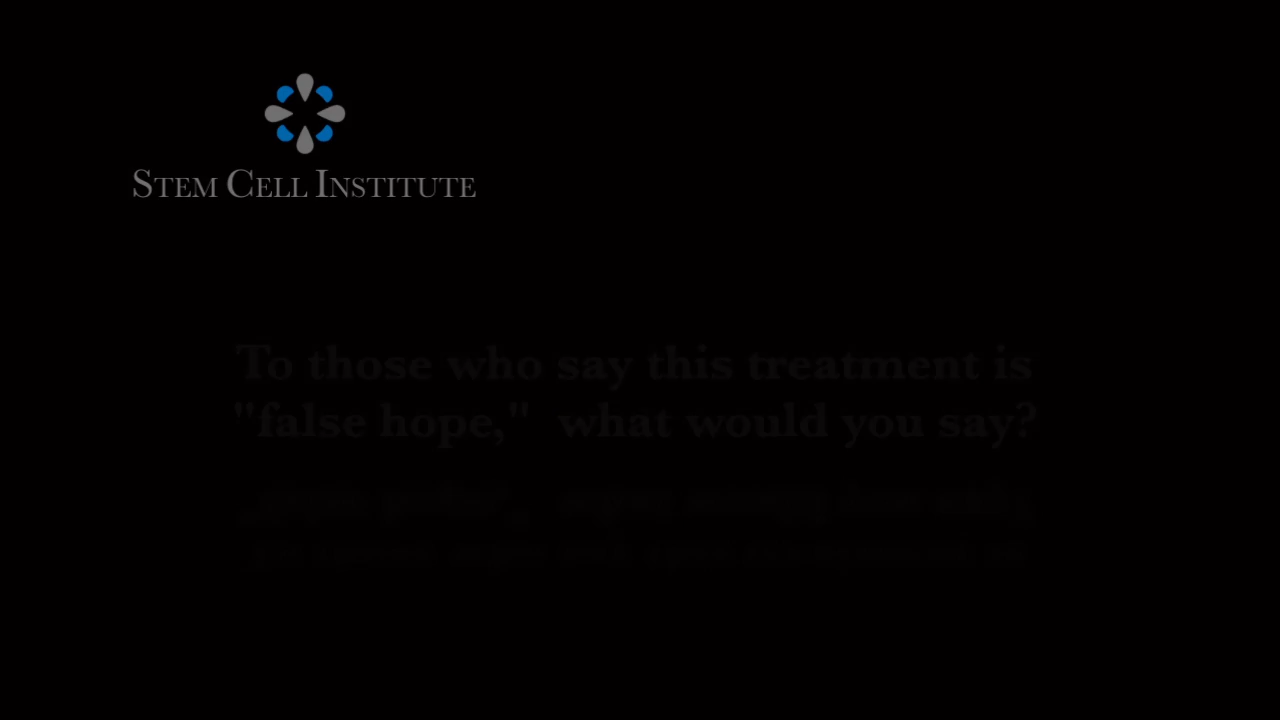 STEM CELL INSTITUTE
To those who say this treatment is
"false hope," what would you say?